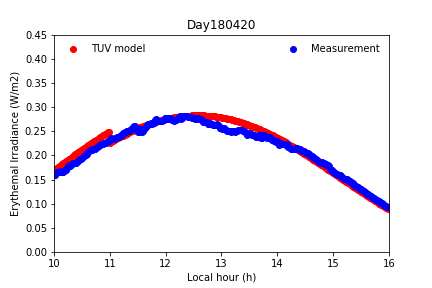 Day180420
TUV model
Measurement
Erythemal Irradiance (W/m2)
0.45
0.40
0.35
0.30
0.25
0.20
0.15
0.10
0.05
0.00
10 11 12 13 14 15 16
Local hour (h)